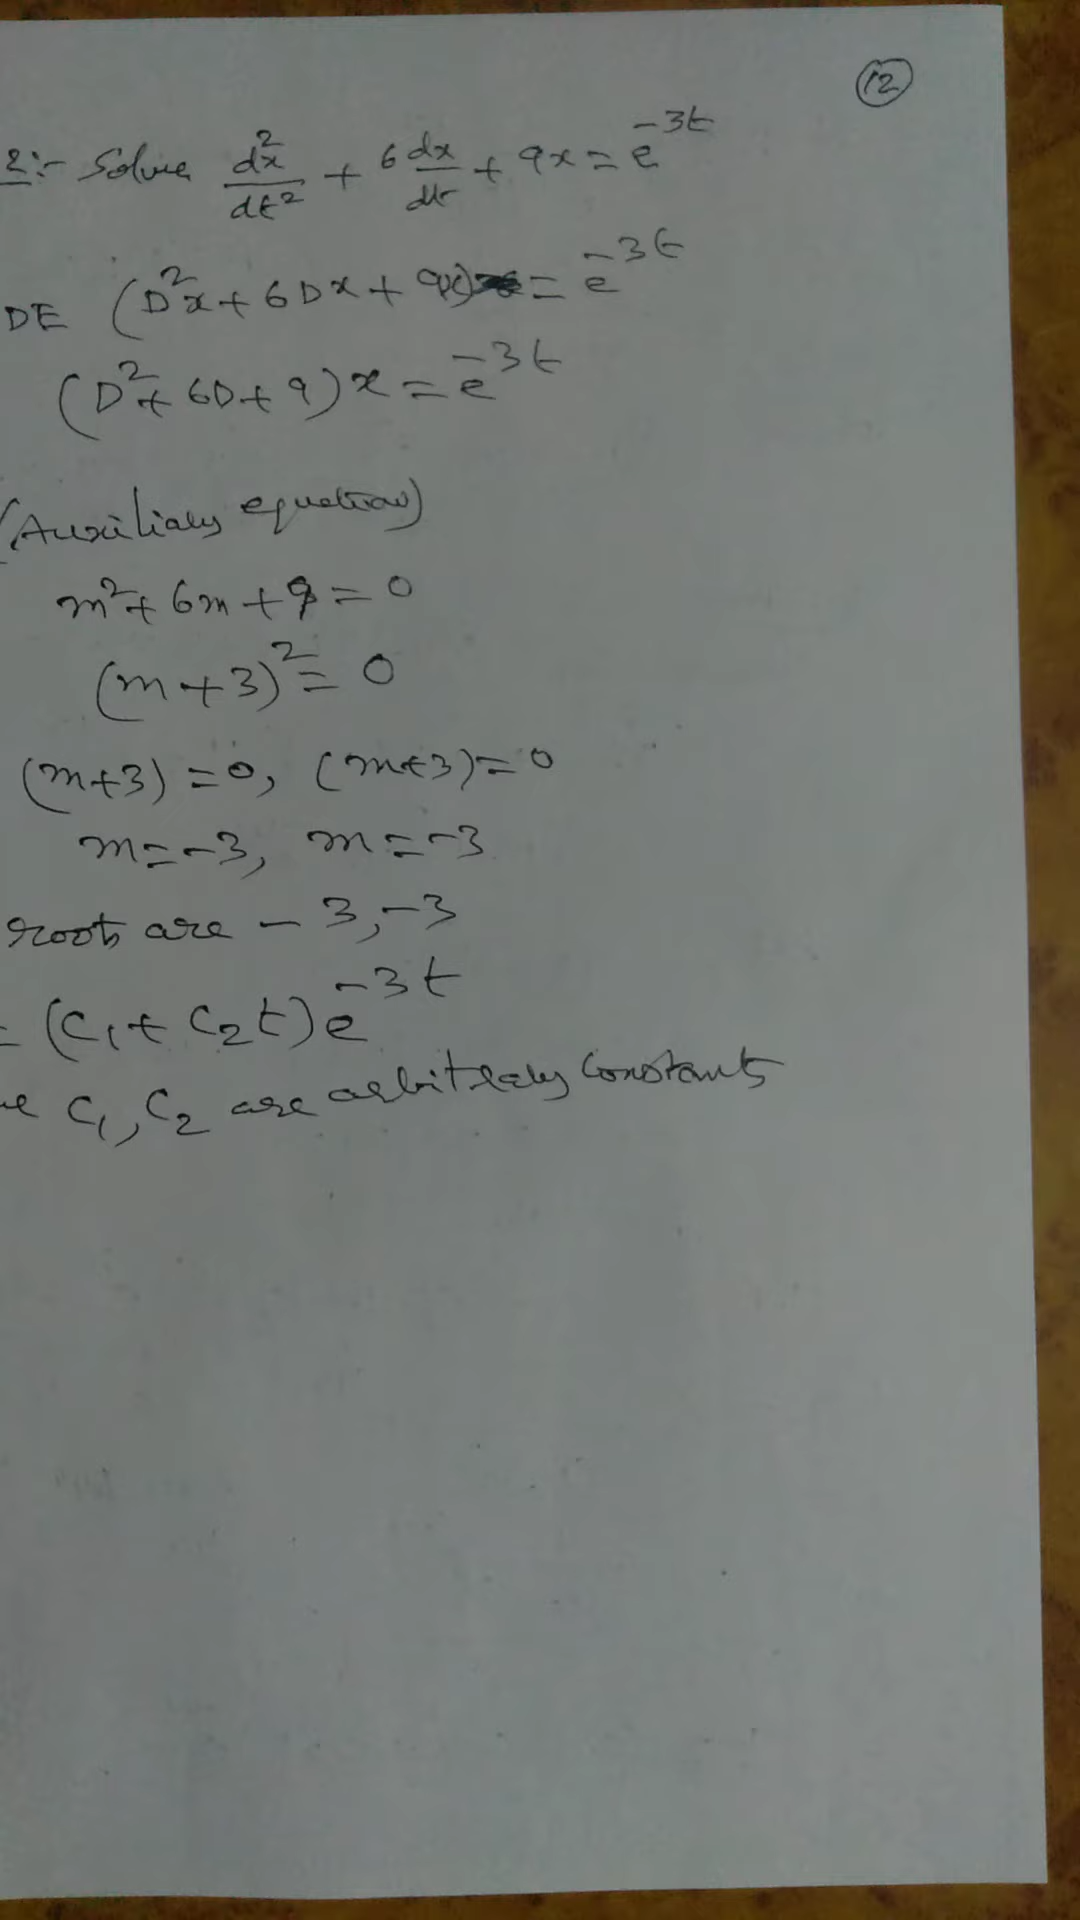 12
2:- Solve d²x/dt² + 6 dx/dt + 9x = e^-3t
DE (D²x + 6Dx + 9x) = e^-3t
(D² + 6D + 9) x = e^-3t
(Auxiliary equation)
m² + 6m + 9 = 0
(m + 3)² = 0
(m+3) = 0, (m+3) = 0
m = -3, m = -3
roots are - 3, -3
= (C₁ + C₂ t) e^-3t
C₁, C₂ are arbitrary constants